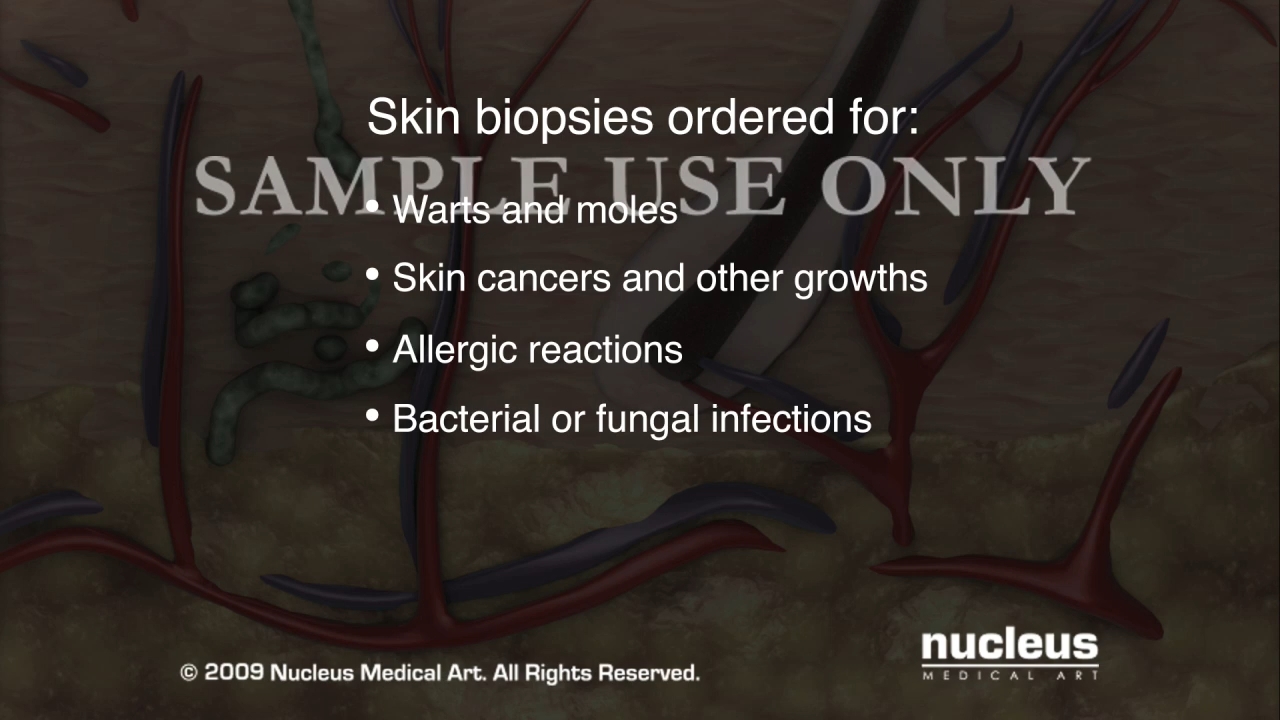 Skin biopsies ordered for:
SAMPLE USE ONLY
• Warts and moles
• Skin cancers and other growths
• Allergic reactions
• Bacterial or fungal infections
nucleus
MEDICAL ART
© 2009 Nucleus Medical Art. All Rights Reserved.